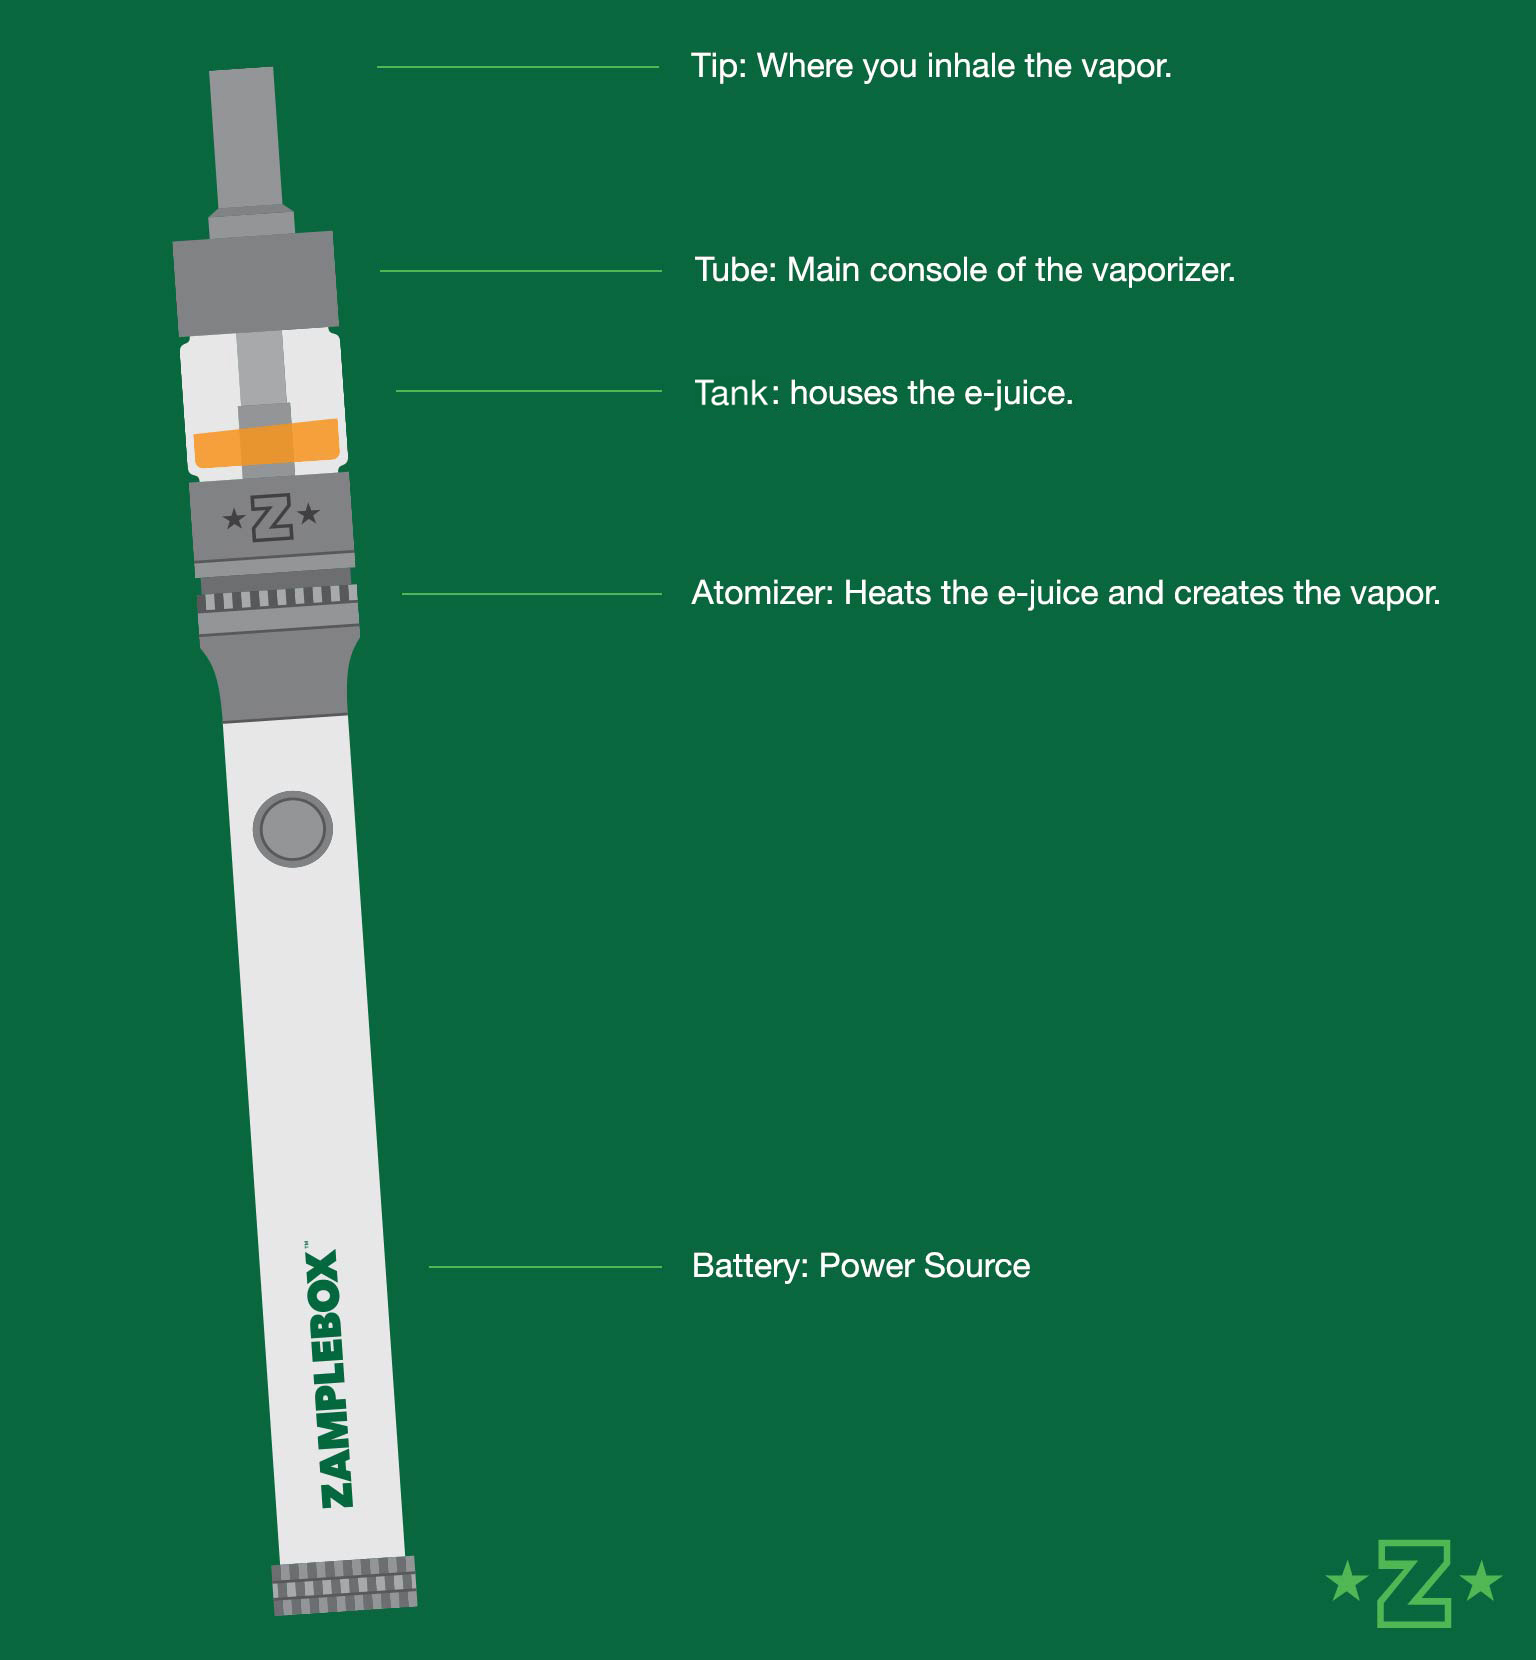 Tip: Where you inhale the vapor.
Tube: Main console of the vaporizer.
Tank: houses the e-juice.
★Z★
Atomizer: Heats the e-juice and creates the vapor.
Battery: Power Source
ZAMPLEBOX™
★Z★